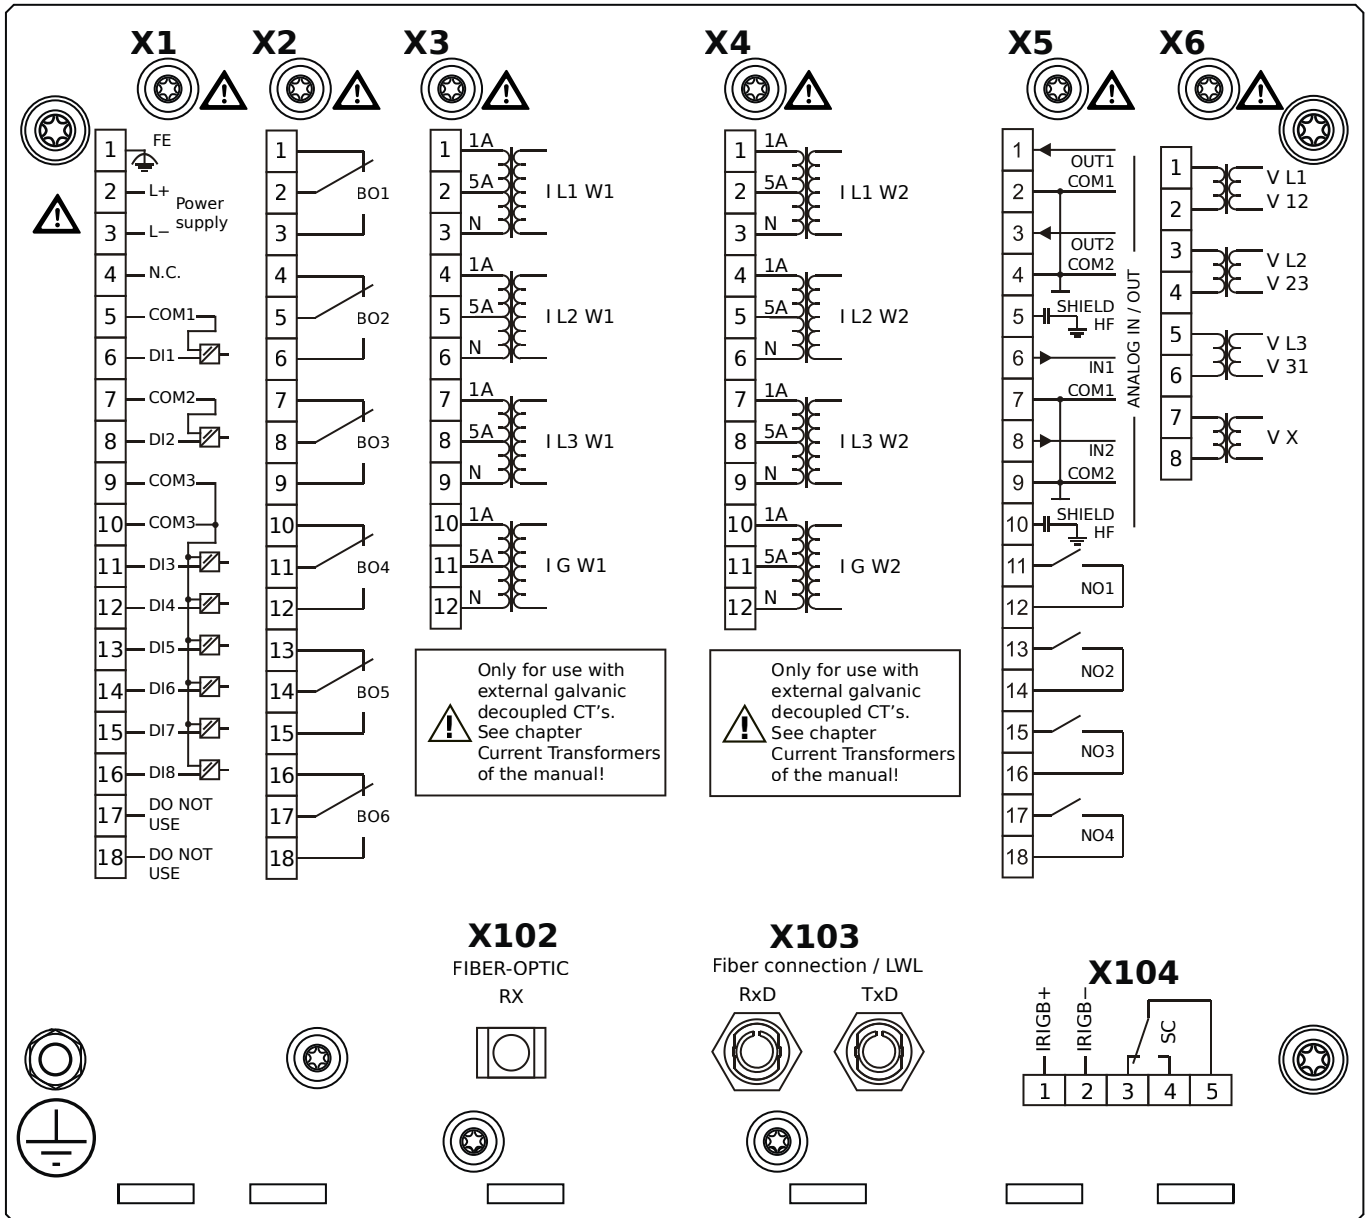 X1
1
FE
2
L+
Power
supply
3
L−
4
N.C.
5
COM1
6
DI1
7
COM2
8
DI2
9
COM3
10
COM3
11
DI3
12
DI4
13
DI5
14
DI6
15
DI7
16
DI8
17
DO NOT
USE
18
DO NOT
USE
X2
1
2
BO1
3
4
5
BO2
6
7
8
BO3
9
10
11
BO4
12
13
14
BO5
15
16
17
BO6
18
X3
1
1A
2
5A
I L1 W1
3
N
4
1A
5
5A
I L2 W1
6
N
7
1A
8
5A
I L3 W1
9
N
10
1A
11
5A
I G W1
12
N
Only for use with
external galvanic
decoupled CT's.
See chapter
Current Transformers
of the manual!
X4
1
1A
2
5A
I L1 W2
3
N
4
1A
5
5A
I L2 W2
6
N
7
1A
8
5A
I L3 W2
9
N
10
1A
11
5A
I G W2
12
N
Only for use with
external galvanic
decoupled CT's.
See chapter
Current Transformers
of the manual!
X5
1
OUT1
2
COM1
3
OUT2
4
COM2
5
SHIELD
HF
6
IN1
7
COM1
8
IN2
9
COM2
10
SHIELD
HF
ANALOG IN / OUT
11
NO1
12
13
NO2
14
15
NO3
16
17
NO4
18
X6
1
V L1
2
V 12
3
V L2
4
V 23
5
V L3
6
V 31
7
V X
8
X102
FIBER-OPTIC
RX
X103
Fiber connection / LWL
RxD
TxD
X104
IRIGB+
IRIGB−
SC
1 2 3 4 5